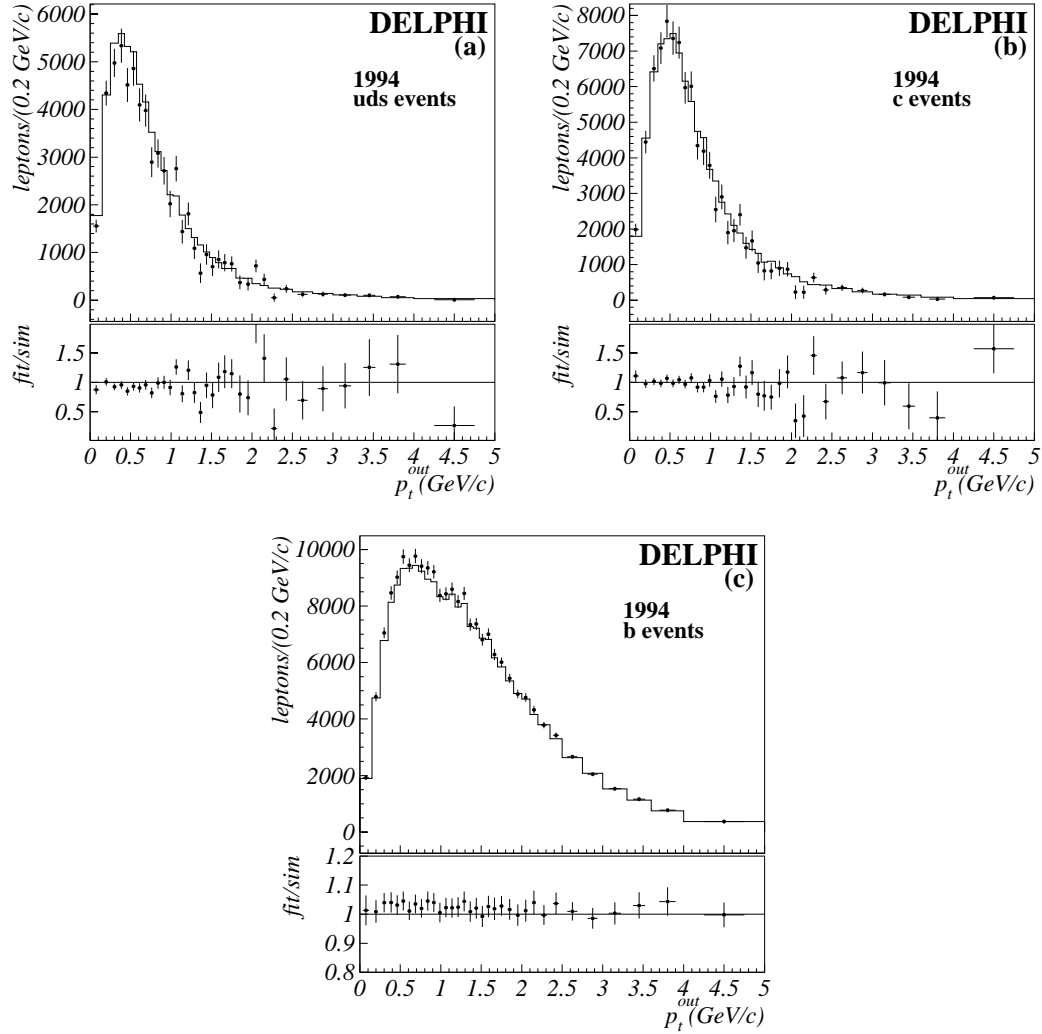 DELPHI
(a)
1994
uds events
leptons/(0.2 GeV/c)
6000
5000
4000
3000
2000
1000
0
fit/sim
1.5
1
0.5
0 0.5 1 1.5 2 2.5 3 3.5 4 4.5 5
p_t^out (GeV/c)
DELPHI
(b)
1994
c events
leptons/(0.2 GeV/c)
8000
7000
6000
5000
4000
3000
2000
1000
0
fit/sim
1.5
1
0.5
0 0.5 1 1.5 2 2.5 3 3.5 4 4.5 5
p_t^out (GeV/c)
DELPHI
(c)
1994
b events
leptons/(0.2 GeV/c)
10000
8000
6000
4000
2000
0
fit/sim
1.2
1.1
1
0.9
0.8
0 0.5 1 1.5 2 2.5 3 3.5 4 4.5 5
p_t^out (GeV/c)